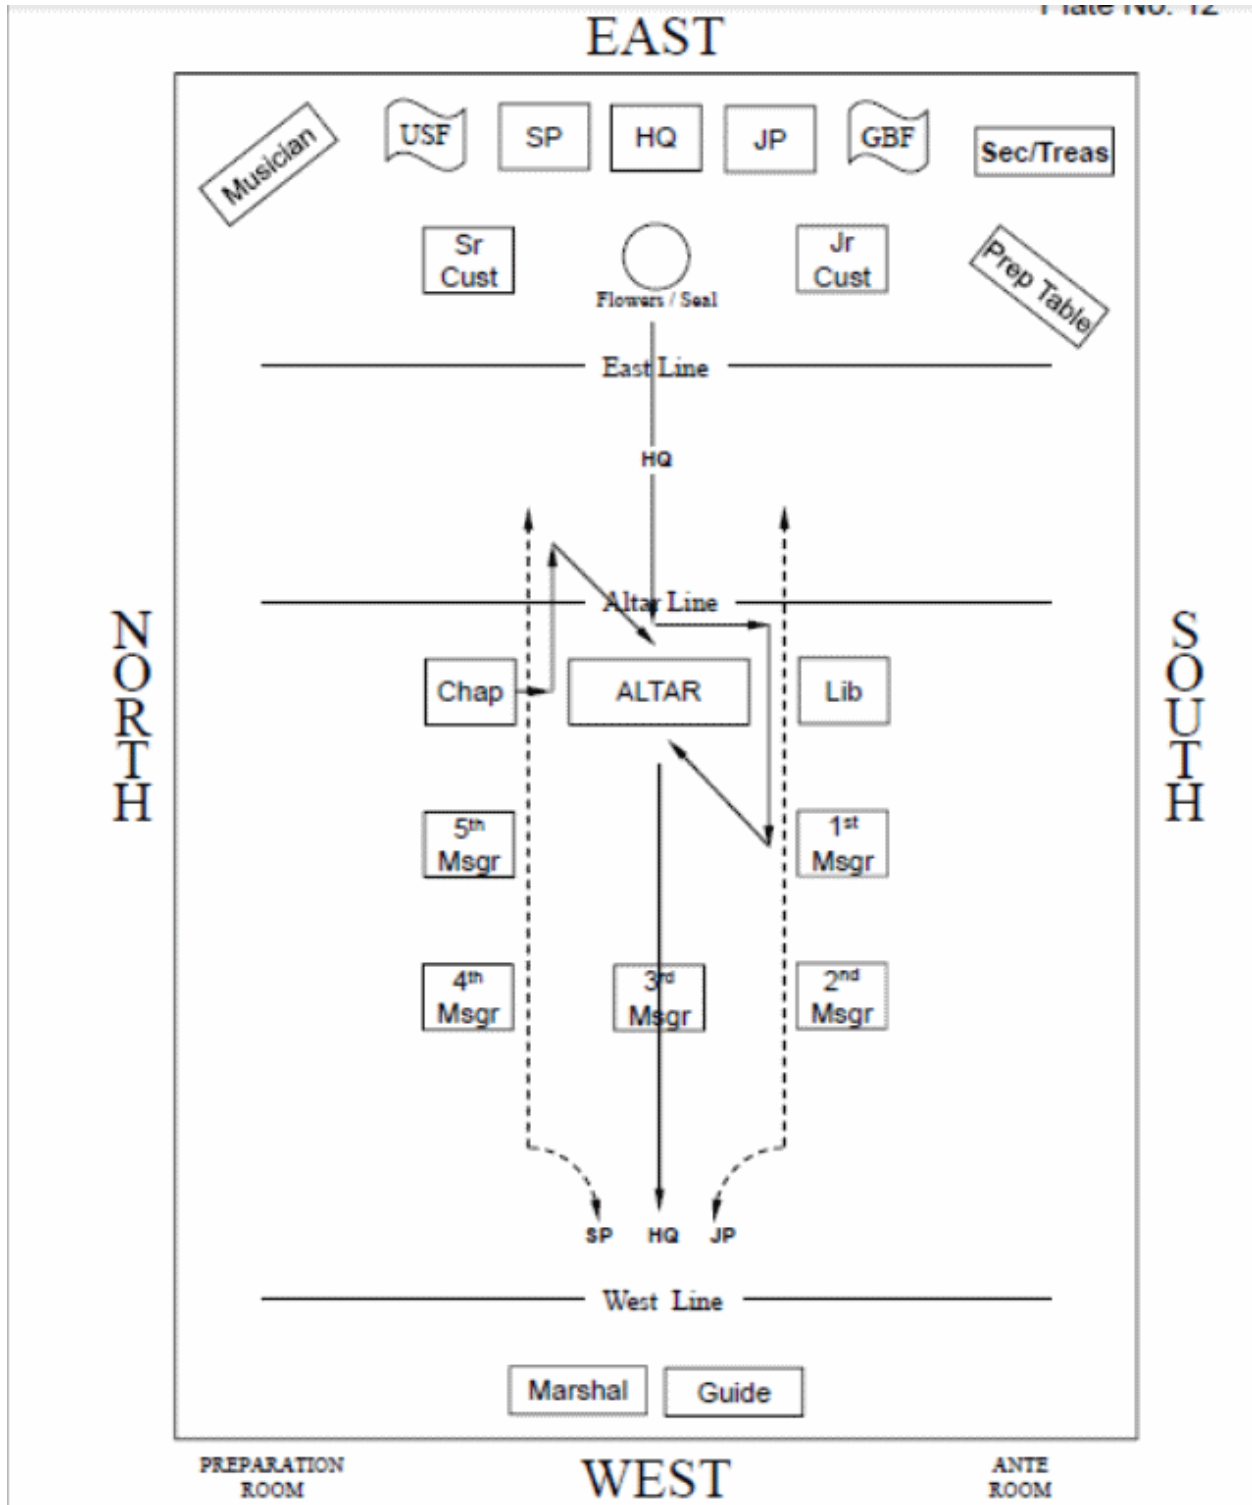 Plate No. 12
EAST
Musician
USF
SP
HQ
JP
GBF
Sec/Treas
Sr
Cust
Flowers / Seal
Jr
Cust
Prep Table
East Line
HQ
Altar Line
NORTH
SOUTH
Chap
ALTAR
Lib
5th
Msgr
1st
Msgr
4th
Msgr
3rd
Msgr
2nd
Msgr
SP
HQ
JP
West Line
Marshal
Guide
PREPARATION
ROOM
WEST
ANTE
ROOM